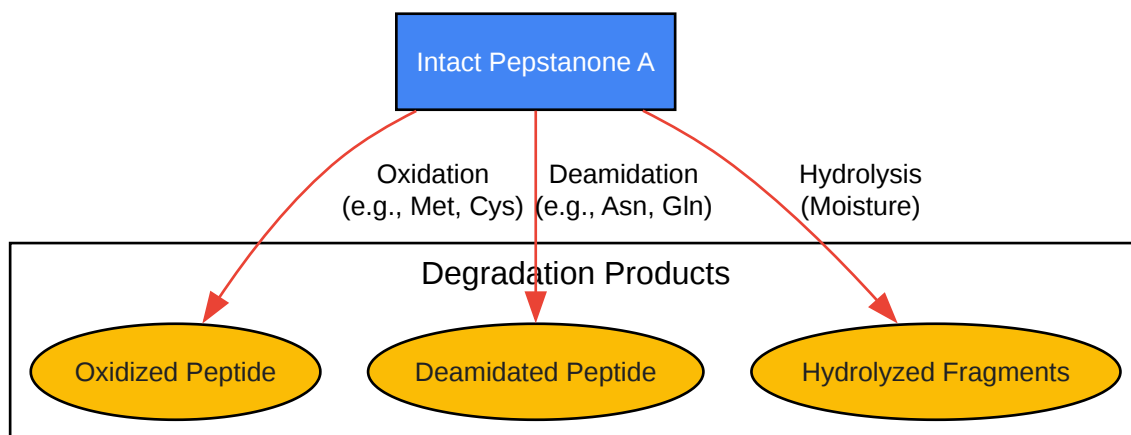 Intact Pepstanone A
Oxidation
(e.g., Met, Cys)
Deamidation
(e.g., Asn, Gln)
Hydrolysis
(Moisture)
Degradation Products
Oxidized Peptide
Deamidated Peptide
Hydrolyzed Fragments